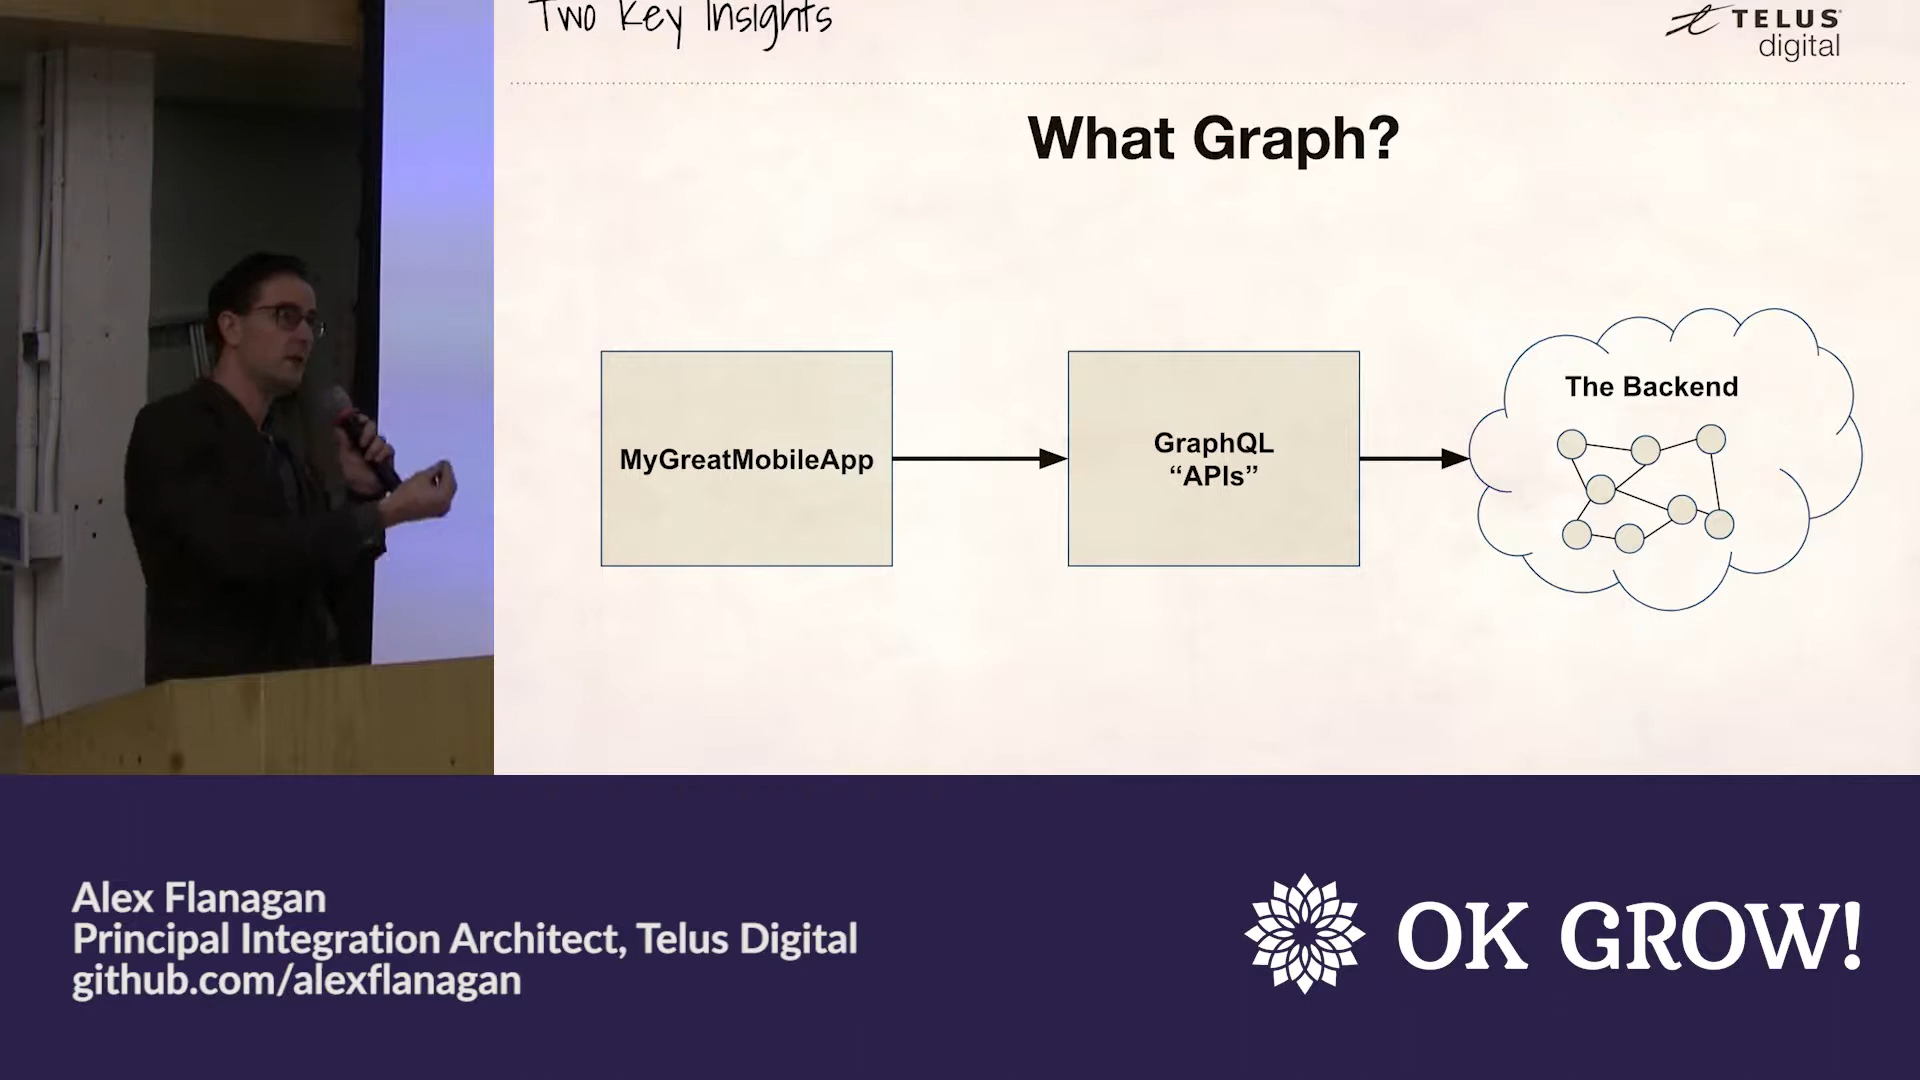 Two Key Insights
TELUS
digital
What Graph?
MyGreatMobileApp
GraphQL
“APIs”
The Backend
Alex Flanagan
Principal Integration Architect, Telus Digital
github.com/alexflanagan
OK GROW!